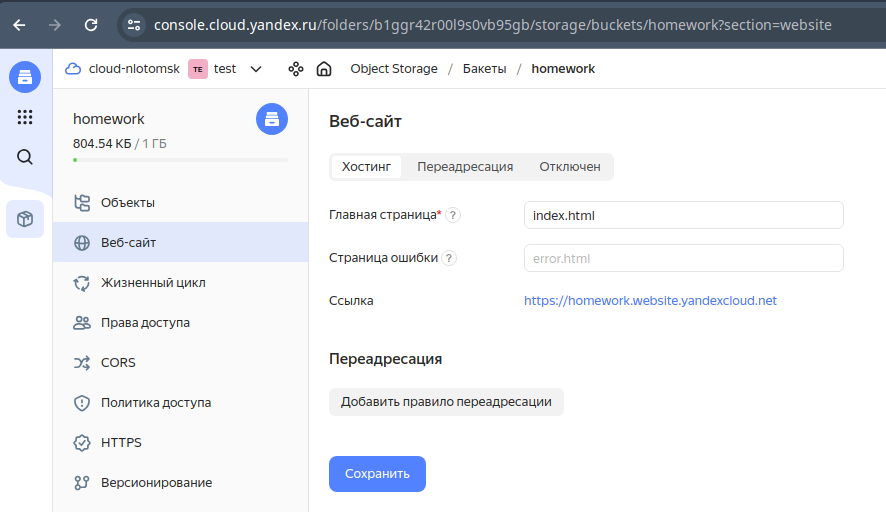 console.cloud.yandex.ru/folders/b1ggr42r00l9s0vb95gb/storage/buckets/homework?section=website
cloud-nlotomsk TE test Object Storage / Бакеты / homework
homework
804.54 КБ / 1 ГБ
Объекты
Веб-сайт
Жизненный цикл
Права доступа
CORS
Политика доступа
HTTPS
Версионирование
Веб-сайт
Хостинг Переадресация Отключен
Главная страница* ? index.html
Страница ошибки ? error.html
Ссылка https://homework.website.yandexcloud.net
Переадресация
Добавить правило переадресации
Сохранить